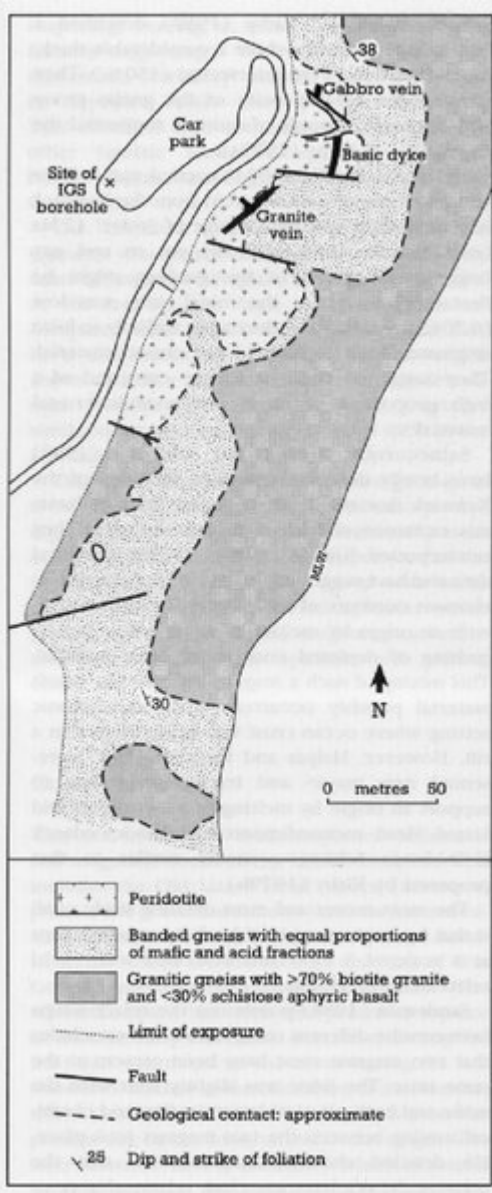 38
Gabbro vein
Car
park
Basic dyke
Site of
IGS
borehole
Granite
vein
MLW
N
30
0 metres 50
Peridotite
Banded gneiss with equal proportions
of mafic and acid fractions
Granitic gneiss with >70% biotite granite
and <30% schistose aphyric basalt
Limit of exposure
Fault
Geological contact: approximate
25 Dip and strike of foliation